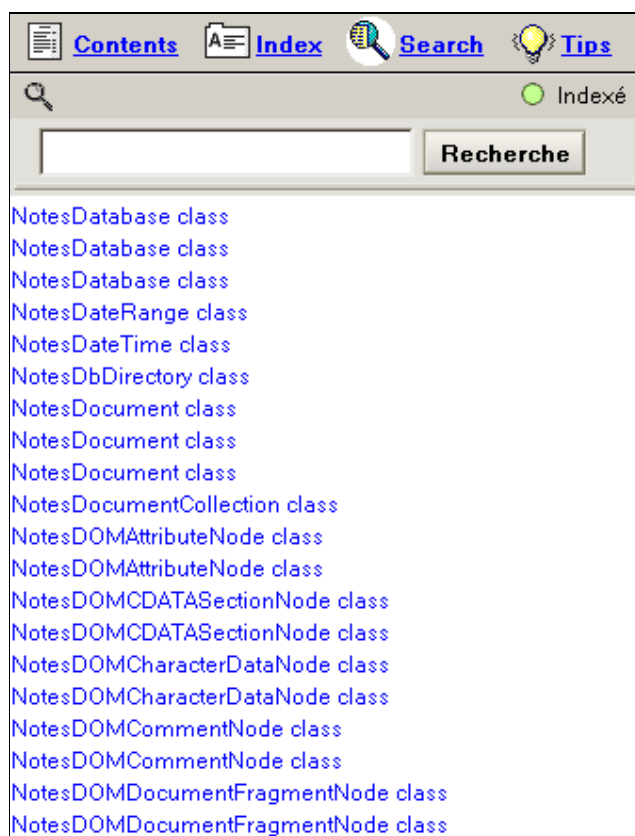 Contents Index Search Tips
Indexé
Recherche
NotesDatabase class
NotesDatabase class
NotesDatabase class
NotesDateRange class
NotesDateTime class
NotesDbDirectory class
NotesDocument class
NotesDocument class
NotesDocument class
NotesDocumentCollection class
NotesDOMAttributeNode class
NotesDOMAttributeNode class
NotesDOMCDATASectionNode class
NotesDOMCDATASectionNode class
NotesDOMCharacterDataNode class
NotesDOMCharacterDataNode class
NotesDOMCommentNode class
NotesDOMCommentNode class
NotesDOMDocumentFragmentNode class
NotesDOMDocumentFragmentNode class